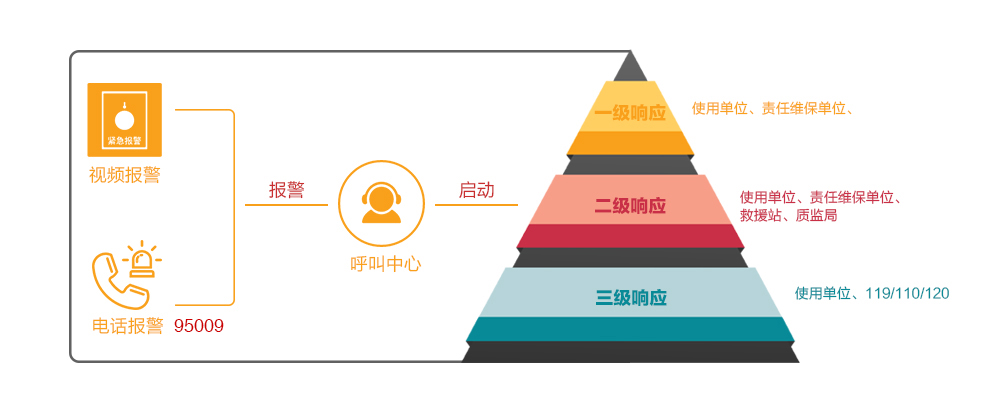 紧急报警
视频报警
电话报警 95009
报警
呼叫中心
启动
一级响应
使用单位、责任维保单位、
二级响应
使用单位、责任维保单位、
救援站、质监局
三级响应
使用单位、119/110/120